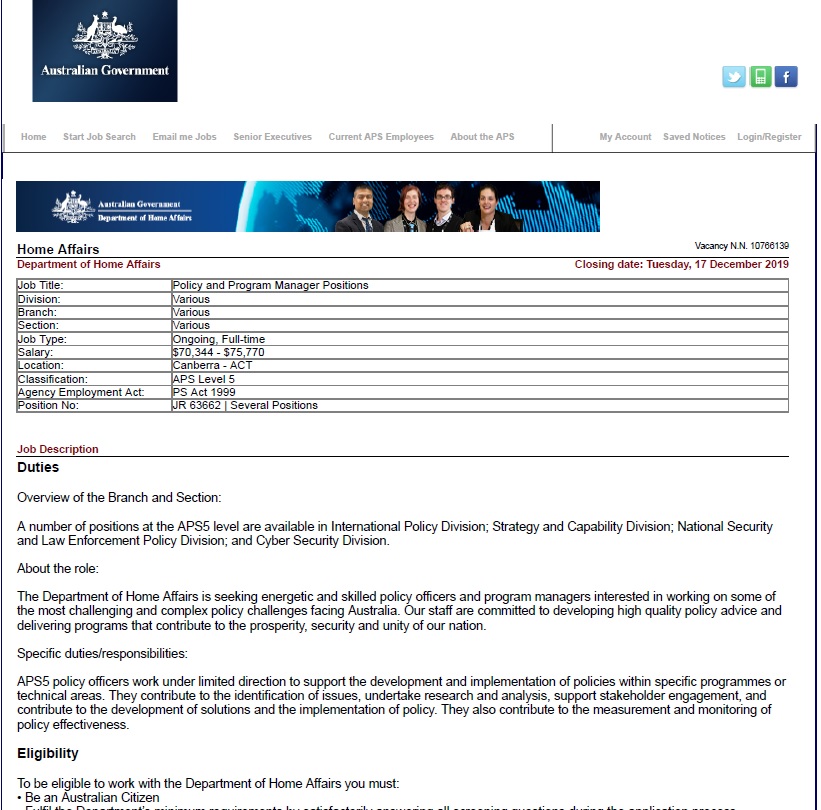 Australian Government
Home Start Job Search Email me Jobs Senior Executives Current APS Employees About the APS My Account Saved Notices Login/Register
Australian Government
Department of Home Affairs
Home Affairs Vacancy N.N. 10766139
Department of Home Affairs Closing date: Tuesday, 17 December 2019
Job Title: Policy and Program Manager Positions
Division: Various
Branch: Various
Section: Various
Job Type: Ongoing, Full-time
Salary: $70,344 - $75,770
Location: Canberra - ACT
Classification: APS Level 5
Agency Employment Act: PS Act 1999
Position No: JR 63662 | Several Positions
Job Description
Duties
Overview of the Branch and Section:
A number of positions at the APS5 level are available in International Policy Division; Strategy and Capability Division; National Security
and Law Enforcement Policy Division; and Cyber Security Division.
About the role:
The Department of Home Affairs is seeking energetic and skilled policy officers and program managers interested in working on some of
the most challenging and complex policy challenges facing Australia. Our staff are committed to developing high quality policy advice and
delivering programs that contribute to the prosperity, security and unity of our nation.
Specific duties/responsibilities:
APS5 policy officers work under limited direction to support the development and implementation of policies within specific programmes or
technical areas. They contribute to the identification of issues, undertake research and analysis, support stakeholder engagement, and
contribute to the development of solutions and the implementation of policy. They also contribute to the measurement and monitoring of
policy effectiveness.
Eligibility
To be eligible to work with the Department of Home Affairs you must:
• Be an Australian Citizen